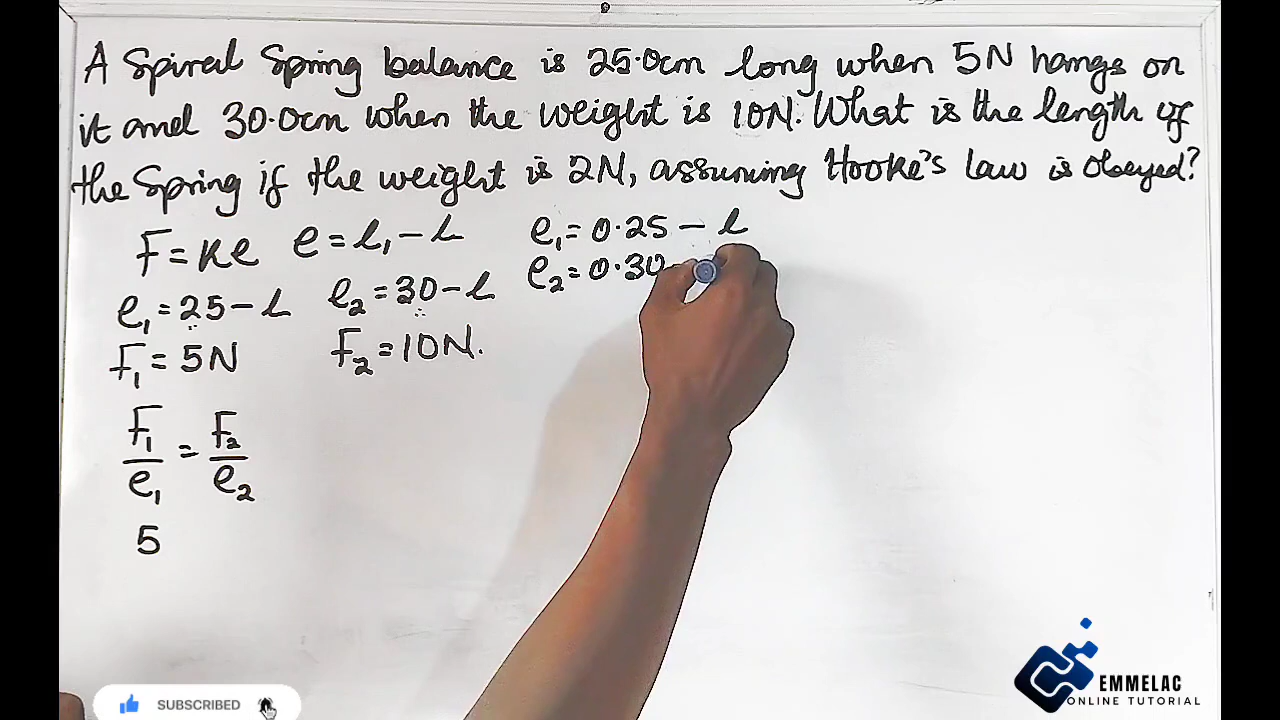 A Spiral Spring balance is 25.0cm long when 5N hangs on
it and 30.0cm when the weight is 10N. What is the length of
the Spring if the weight is 2N, assuming Hooke's law is obeyed?
F = Ke e = l₁ - l
e₁ = 25 - l e₂ = 30 - l
F₁ = 5N F₂ = 10N.
F₁/e₁ = F₂/e₂
5
e₁ = 0.25 - l
e₂ = 0.30
EMMELAC
ONLINE TUTORIAL
SUBSCRIBED